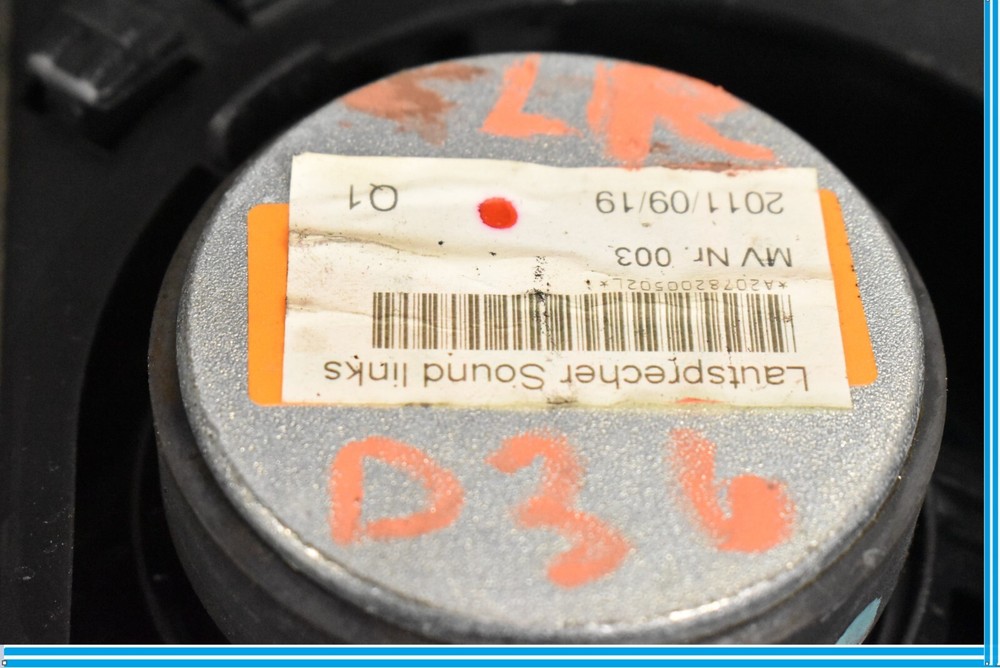 LR
Lautsprecher Sound links
*A2078200502L*
MV Nr. 003
2011/09/19 Q1
D36